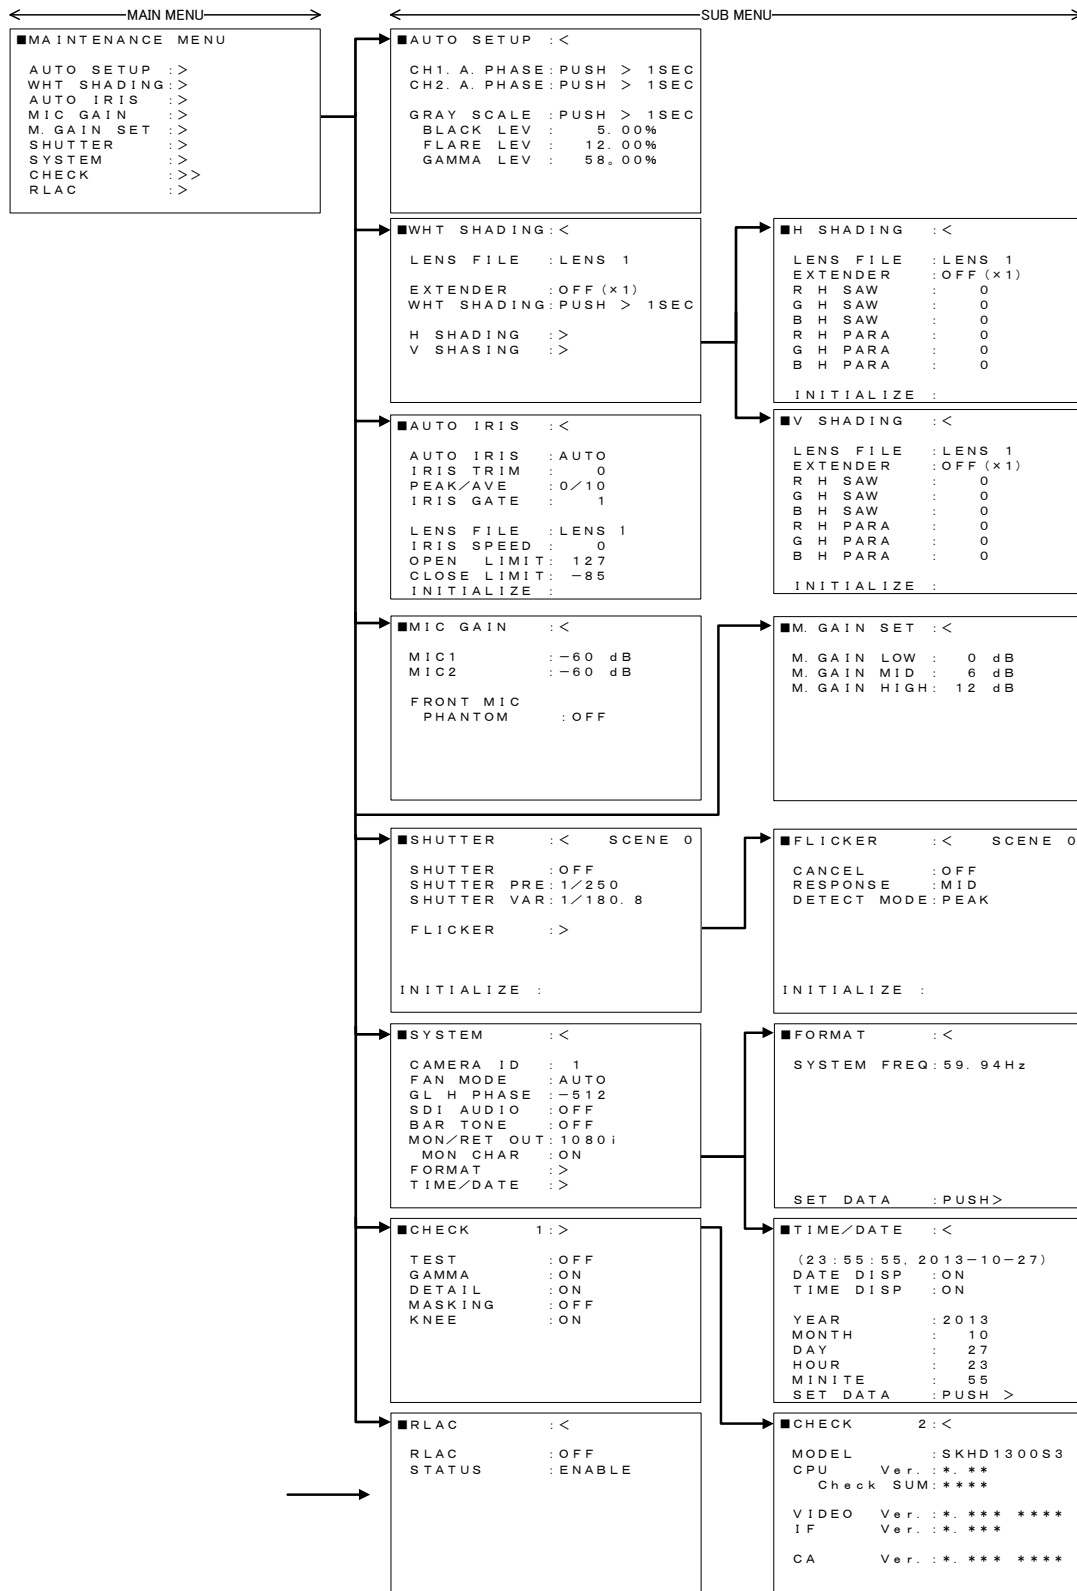 MAIN MENU
SUB MENU
■MAINTENANCE MENU
AUTO SETUP :>
WHT SHADING:>
AUTO IRIS :>
MIC GAIN :>
M. GAIN SET :>
SHUTTER :>
SYSTEM :>
CHECK :>>
RLAC :>
■AUTO SETUP :<
CH1. A. PHASE:PUSH > 1SEC
CH2. A. PHASE:PUSH > 1SEC
GRAY SCALE :PUSH > 1SEC
BLACK LEV : 5. 00%
FLARE LEV : 12. 00%
GAMMA LEV : 58。00%
■WHT SHADING:<
LENS FILE :LENS 1
EXTENDER :OFF(×1)
WHT SHADING:PUSH > 1SEC
H SHADING :>
V SHASING :>
■H SHADING :<
LENS FILE :LENS 1
EXTENDER :OFF(×1)
R H SAW : 0
G H SAW : 0
B H SAW : 0
R H PARA : 0
G H PARA : 0
B H PARA : 0
INITIALIZE :
■AUTO IRIS :<
AUTO IRIS :AUTO
IRIS TRIM : 0
PEAK/AVE :0/10
IRIS GATE : 1
LENS FILE :LENS 1
IRIS SPEED : 0
OPEN LIMIT: 127
CLOSE LIMIT: −85
INITIALIZE :
■V SHADING :<
LENS FILE :LENS 1
EXTENDER :OFF(×1)
R H SAW : 0
G H SAW : 0
B H SAW : 0
R H PARA : 0
G H PARA : 0
B H PARA : 0
INITIALIZE :
■MIC GAIN :<
MIC1 :−60 dB
MIC2 :−60 dB
FRONT MIC
PHANTOM :OFF
■M. GAIN SET :<
M. GAIN LOW : 0 dB
M. GAIN MID : 6 dB
M. GAIN HIGH: 12 dB
■SHUTTER :< SCENE 0
SHUTTER :OFF
SHUTTER PRE:1/250
SHUTTER VAR:1/180. 8
FLICKER :>
INITIALIZE :
■FLICKER :< SCENE 0
CANCEL :OFF
RESPONSE :MID
DETECT MODE:PEAK
INITIALIZE :
■SYSTEM :<
CAMERA ID : 1
FAN MODE :AUTO
GL H PHASE :−512
SDI AUDIO :OFF
BAR TONE :OFF
MON/RET OUT:1080i
MON CHAR :ON
FORMAT :>
TIME/DATE :>
■FORMAT :<
SYSTEM FREQ:59. 94Hz
SET DATA :PUSH>
■CHECK 1:>
TEST :OFF
GAMMA :ON
DETAIL :ON
MASKING :OFF
KNEE :ON
■TIME/DATE :<
(23:55:55, 2013−10−27)
DATE DISP :ON
TIME DISP :ON
YEAR :2013
MONTH : 10
DAY : 27
HOUR : 23
MINITE : 55
SET DATA :PUSH >
■RLAC :<
RLAC :OFF
STATUS :ENABLE
■CHECK 2:<
MODEL :SKHD1300S3
CPU Ver. :*. **
Check SUM:****
VIDEO Ver. :*. *** ****
IF Ver. :*. ***
CA Ver. :*. *** ****